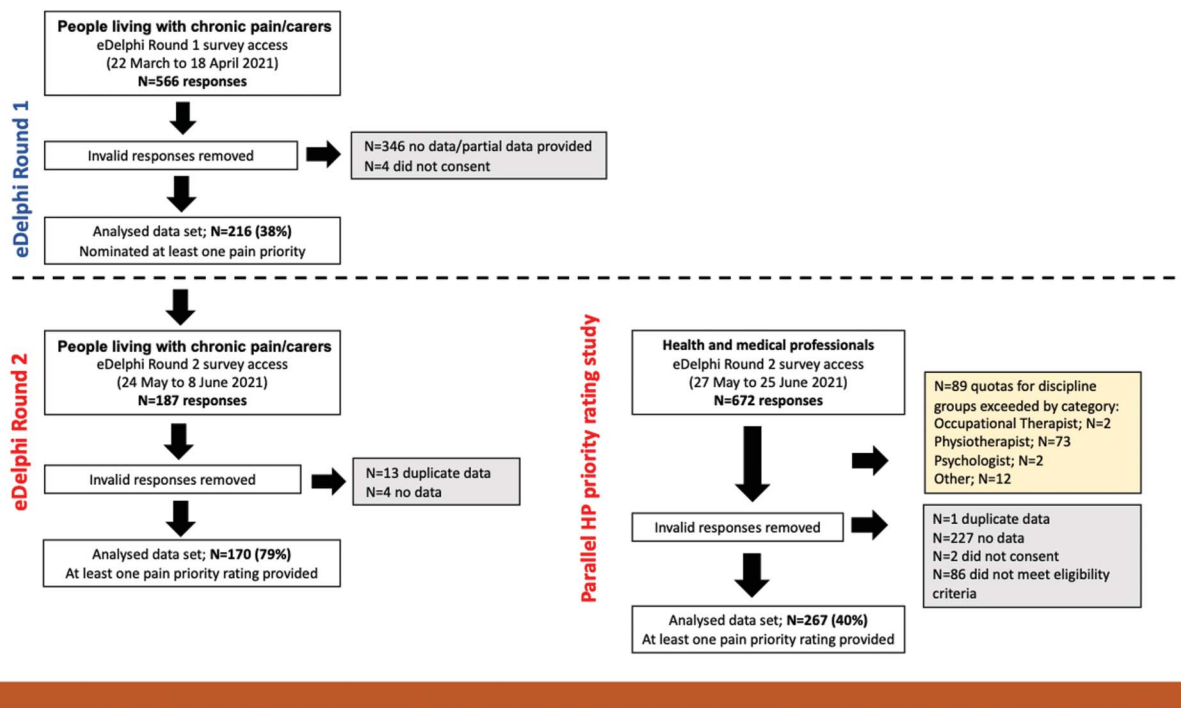 eDelphi Round 1
People living with chronic pain/carers
eDelphi Round 1 survey access
(22 March to 18 April 2021)
N=566 responses
Invalid responses removed
N=346 no data/partial data provided
N=4 did not consent
Analysed data set; N=216 (38%)
Nominated at least one pain priority
eDelphi Round 2
People living with chronic pain/carers
eDelphi Round 2 survey access
(24 May to 8 June 2021)
N=187 responses
Invalid responses removed
N=13 duplicate data
N=4 no data
Analysed data set; N=170 (79%)
At least one pain priority rating provided
Parallel HP priority rating study
Health and medical professionals
eDelphi Round 2 survey access
(27 May to 25 June 2021)
N=672 responses
N=89 quotas for discipline
groups exceeded by category:
Occupational Therapist; N=2
Physiotherapist; N=73
Psychologist; N=2
Other; N=12
Invalid responses removed
N=1 duplicate data
N=227 no data
N=2 did not consent
N=86 did not meet eligibility
criteria
Analysed data set; N=267 (40%)
At least one pain priority rating provided